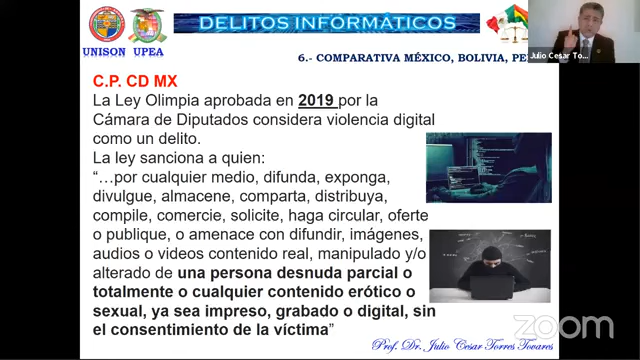 DELITOS INFORMÁTICOS
UNISON UPEA
6.- COMPARATIVA MÉXICO, BOLIVIA,
Julio Cesar To...
C.P. CD MX
La Ley Olimpia aprobada en 2019 por la
Cámara de Diputados considera violencia digital
como un delito.
La ley sanciona a quien:
“…por cualquier medio, difunda, exponga,
divulgue, almacene, comparta, distribuya,
compile, comercie, solicite, haga circular, oferte
o publique, o amenace con difundir, imágenes,
audios o videos contenido real, manipulado y/o
alterado de una persona desnuda parcial o
totalmente o cualquier contenido erótico o
sexual, ya sea impreso, grabado o digital, sin
el consentimiento de la víctima”
Prof. Dr. Julio Cesar Torres Tovares
zoom